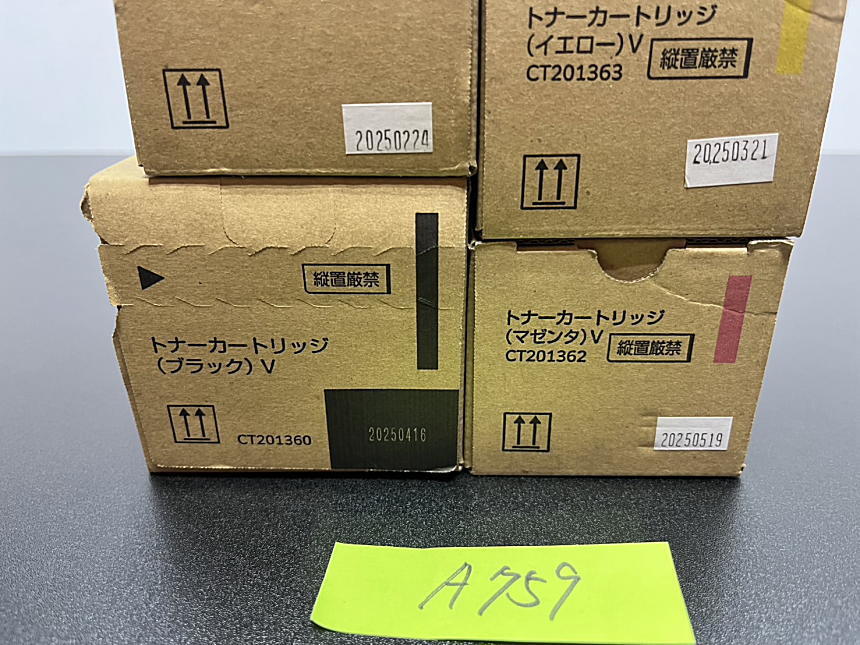 20250224
トナーカートリッジ
(イエロー)V
縦置厳禁
CT201363
20250321
縦置厳禁
トナーカートリッジ
(ブラック)V
CT201360
20250416
トナーカートリッジ
(マゼンタ)V
縦置厳禁
CT201362
20250519
A759